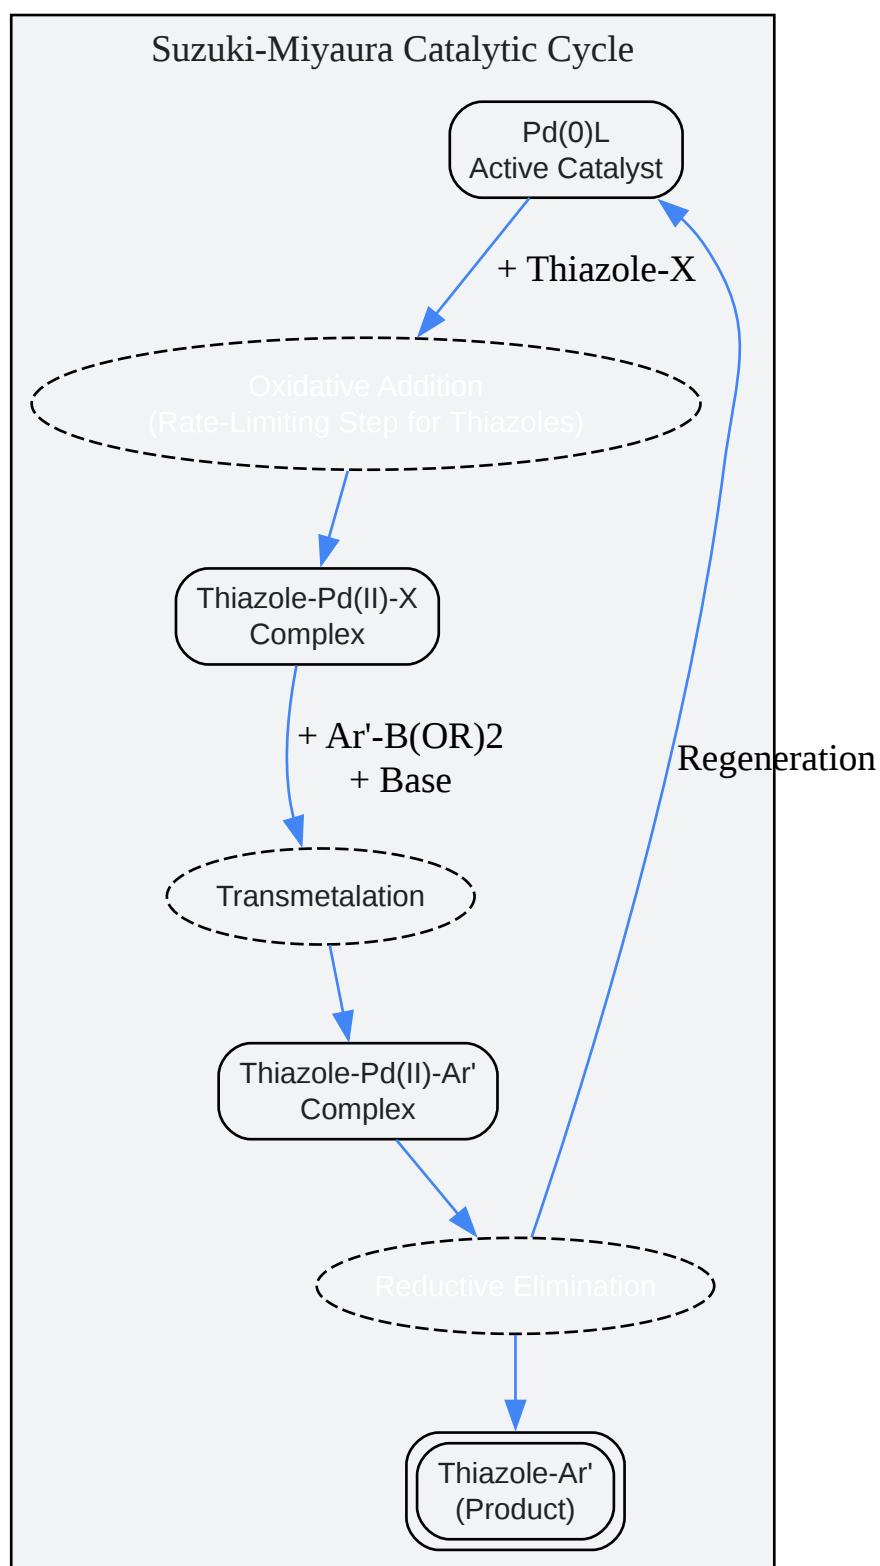 Suzuki-Miyaura Catalytic Cycle
Pd(0)L
Active Catalyst
+ Thiazole-X
Oxidative Addition
(Rate-Limiting Step for Thiazoles)
Thiazole-Pd(II)-X
Complex
+ Ar'-B(OR)2
+ Base
Regeneration
Transmetalation
Thiazole-Pd(II)-Ar'
Complex
Reductive Elimination
Thiazole-Ar'
(Product)